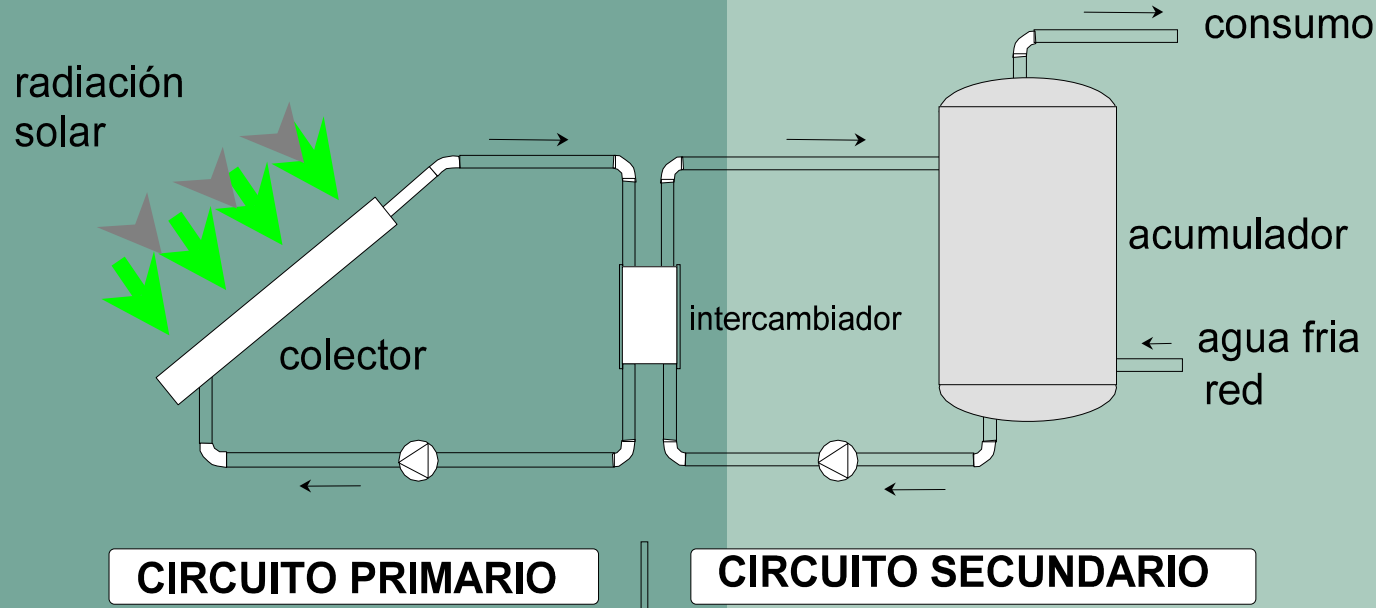 consumo
radiación
solar
acumulador
intercambiador
agua fria
red
colector
CIRCUITO PRIMARIO
CIRCUITO SECUNDARIO